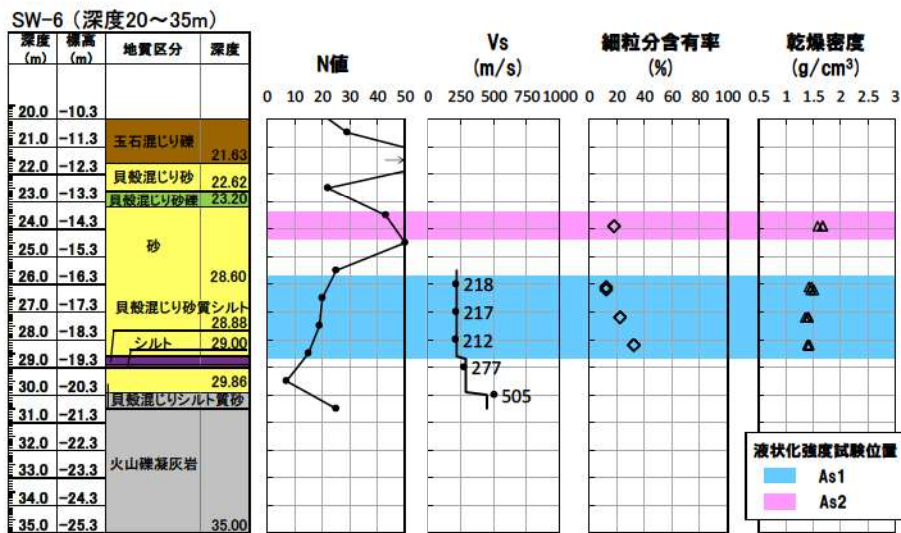 SW-6 (深度20～35m)
深度 標高 地質区分 深度
(m) (m)
N値
Vs
(m/s)
細粒分含有率
(%)
乾燥密度
(g/cm³)
0 10 20 30 40 50
0 250 500 750 1000
0 20 40 60 80 100
0.5 1 1.5 2 2.5 3
20.0 -10.3
21.0 -11.3 玉石混じり礫 21.63
22.0 -12.3 貝殻混じり砂 22.62
23.0 -13.3 貝殻混じり砂礫 23.20
24.0 -14.3
25.0 -15.3 砂
26.0 -16.3 28.60
27.0 -17.3 貝殻混じり砂質シルト
28.0 -18.3 28.88
29.0 -19.3 シルト 29.00
30.0 -20.3 29.86
31.0 -21.3 貝殻混じりシルト質砂
32.0 -22.3
33.0 -23.3 火山礫凝灰岩
34.0 -24.3
35.0 -25.3 35.00
218
217
212
277
505
液状化強度試験位置
As1
As2